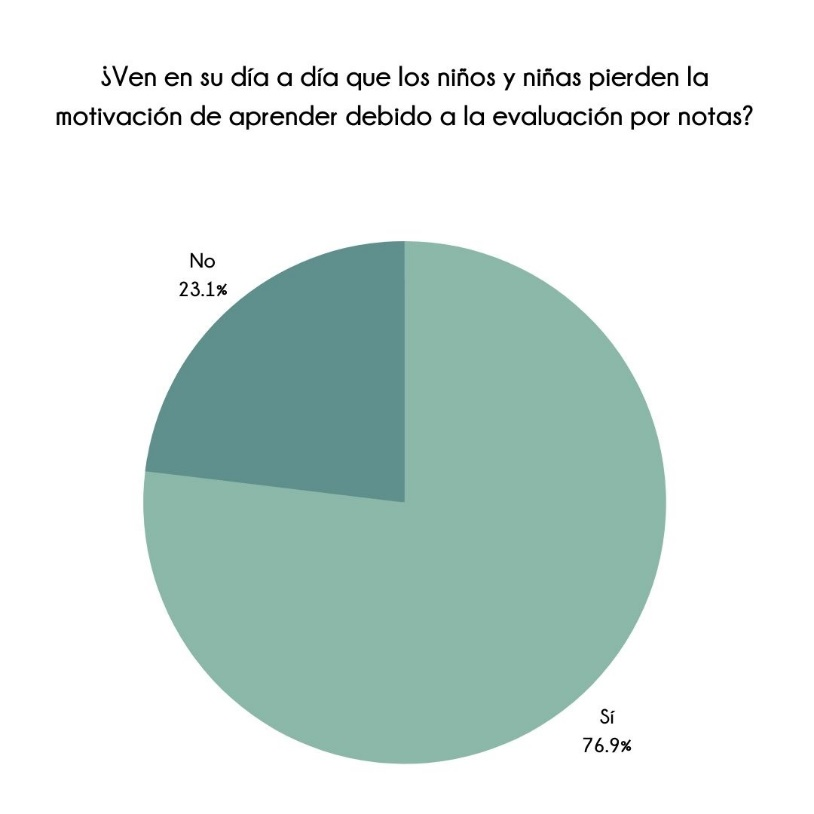 ¿Ven en su día a día que los niños y niñas pierden la
motivación de aprender debido a la evaluación por notas?
No
23.1%
Sí
76.9%